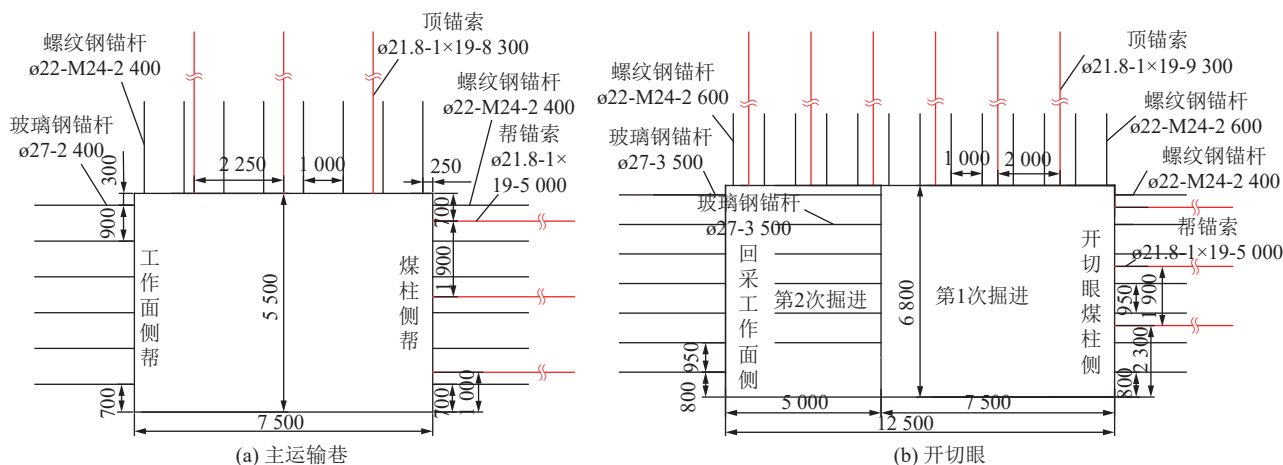 顶锚索
ø21.8-1×19-8 300
螺纹钢锚杆
ø22-M24-2 400
螺纹钢锚杆
ø22-M24-2 400
玻璃钢锚杆
ø27-2 400
帮锚索
ø21.8-1×
19-5 000
300
2 250
1 000
250
900
700
1 900
工作面侧帮
煤柱侧帮
5 500
700
700
1 000
7 500
(a) 主运输巷
顶锚索
ø21.8-1×19-9 300
螺纹钢锚杆
ø22-M24-2 600
螺纹钢锚杆
ø22-M24-2 600
玻璃钢锚杆
ø27-3 500
1 000
2 000
螺纹钢锚杆
ø22-M24-2 400
玻璃钢锚杆
ø27-3 500
帮锚索
ø21.8-1×19-5 000
回采工作面侧
第2次掘进
6 800
第1次掘进
开切眼煤柱侧
950
1 900
950
2 300
800
800
5 000
7 500
12 500
(b) 开切眼